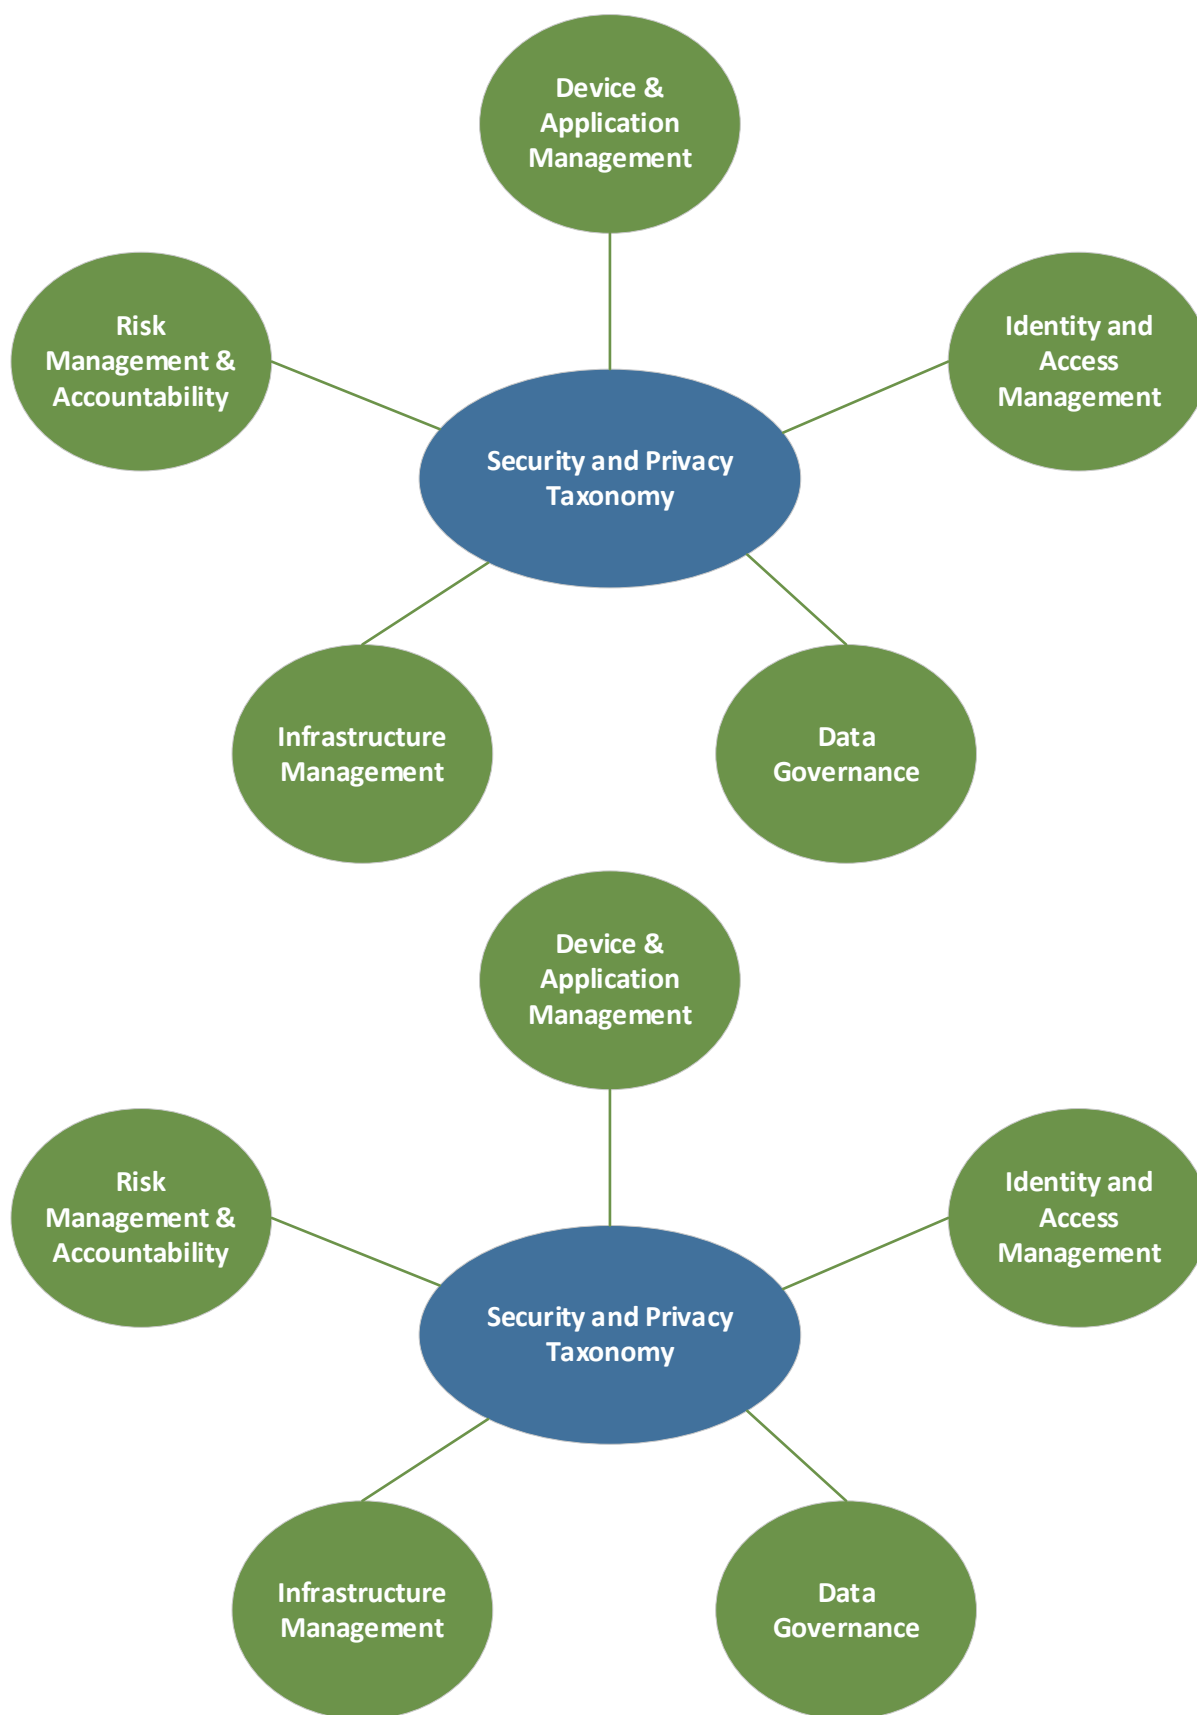 Device &
Application
Management
Risk
Management &
Accountability
Identity and
Access
Management
Security and Privacy
Taxonomy
Infrastructure
Management
Data
Governance
Device &
Application
Management
Risk
Management &
Accountability
Identity and
Access
Management
Security and Privacy
Taxonomy
Infrastructure
Management
Data
Governance